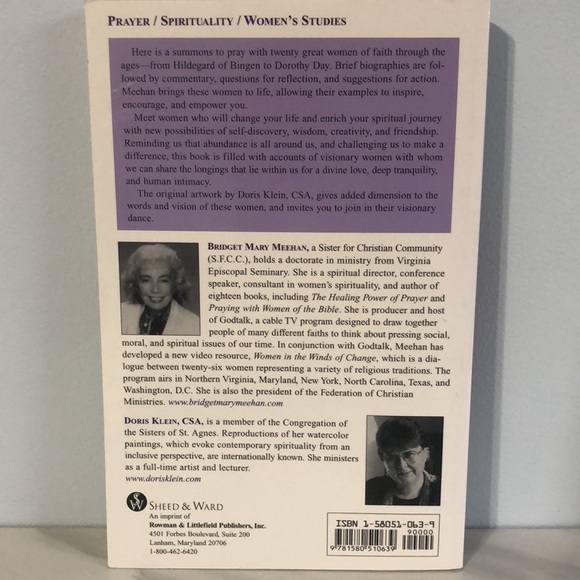 PRAYER / SPIRITUALITY / WOMEN'S STUDIES
Here is a summons to pray with twenty great women of faith through the
ages—from Hildegard of Bingen to Dorothy Day. Brief biographies are fol-
lowed by commentary, questions for reflection, and suggestions for action.
Meehan brings these women to life, allowing their examples to inspire,
encourage, and empower you.
Meet women who will change your life and enrich your spiritual journey
with new possibilities of self-discovery, wisdom, creativity, and friendship.
Reminding us that abundance is all around us, and challenging us to make a
difference, this book is filled with accounts of visionary women with whom
we can share the longings that lie within us for a divine love, deep tranquility,
and human intimacy.
The original artwork by Doris Klein, CSA, gives added dimension to the
words and vision of these women, and invites you to join in their visionary
dance.
BRIDGET MARY MEEHAN, a Sister for Christian Community
(S.F.C.C.), holds a doctorate in ministry from Virginia
Episcopal Seminary. She is a spiritual director, conference
speaker, consultant in women's spirituality, and author of
eighteen books, including The Healing Power of Prayer and
Praying with Women of the Bible. She is producer and host
of Godtalk, a cable TV program designed to draw together
people of many different faiths to think about pressing social,
moral, and spiritual issues of our time. In conjunction with Godtalk, Meehan has
developed a new video resource, Women in the Winds of Change, which is a dia-
logue between twenty-six women representing a variety of religious traditions. The
program airs in Northern Virginia, Maryland, New York, North Carolina, Texas, and
Washington, D.C. She is also the president of the Federation of Christian
Ministries. www.bridgetmarymeehan.com
DORIS KLEIN, CSA, is a member of the Congregation of
the Sisters of St. Agnes. Reproductions of her watercolor
paintings, which evoke contemporary spirituality from an
inclusive perspective, are internationally known. She ministers
as a full-time artist and lecturer.
www.dorisklein.com
SW
SHEED & WARD
An imprint of
Rowman & Littlefield Publishers, Inc.
4501 Forbes Boulevard, Suite 200
Lanham, Maryland 20706
1-800-462-6420
ISBN 1-58051-063-9
90000
9 781580 510639